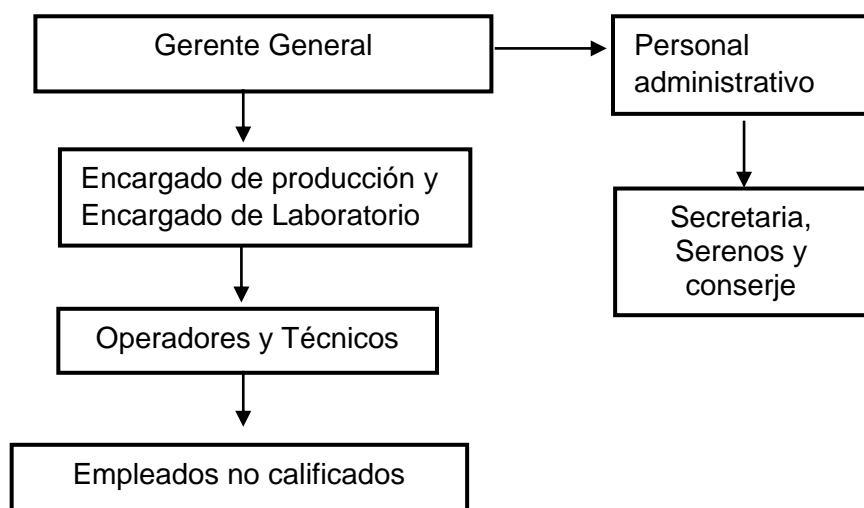 Gerente General
Personal
administrativo
Encargado de producción y
Encargado de Laboratorio
Secretaria,
Serenos y
conserje
Operadores y Técnicos
Empleados no calificados